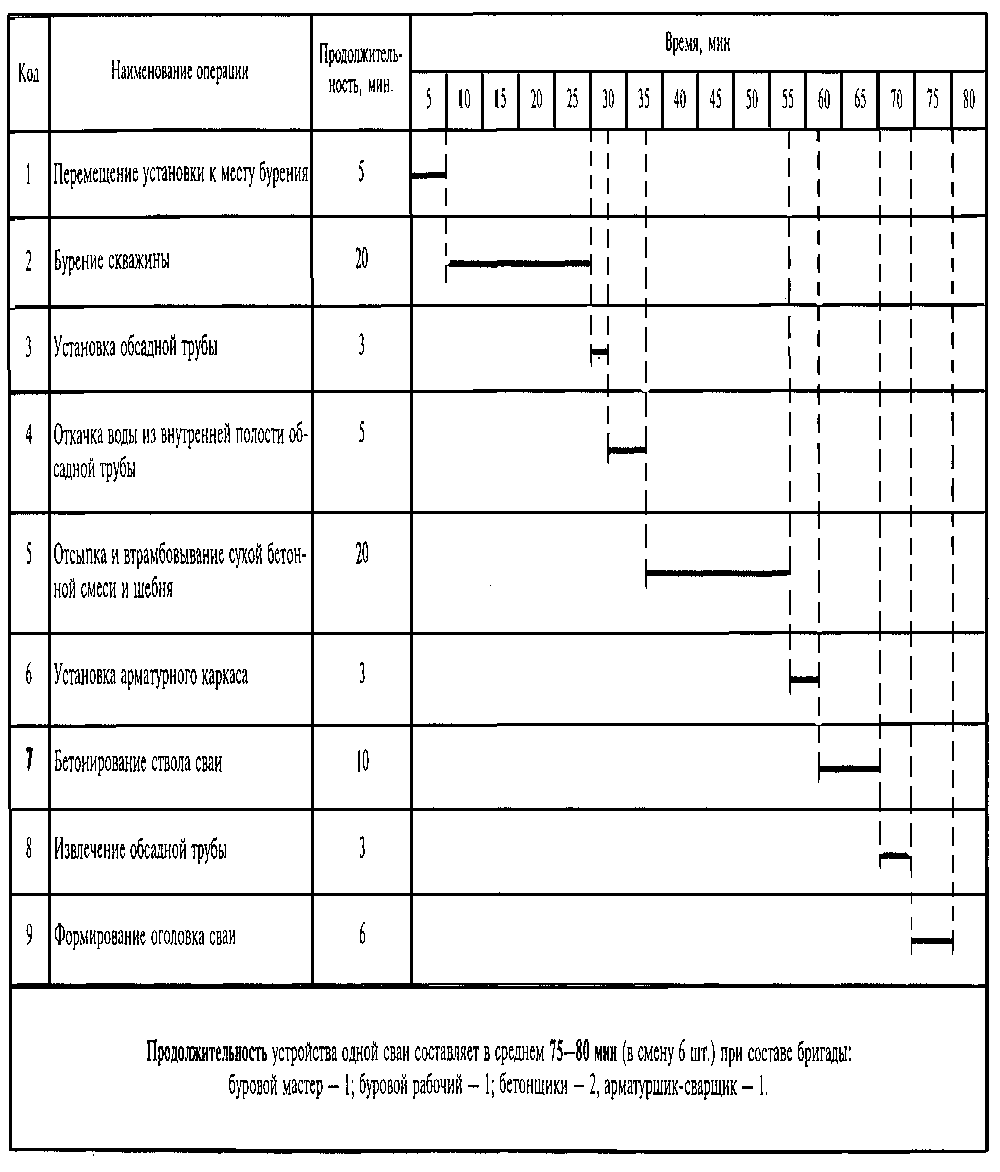 Код
Наименование операции
Продолжитель-
ность, мин.
Время, мин
5 10 15 20 25 30 35 40 45 50 55 60 65 70 75 80
1 Перемещение установки к месту бурения 5
2 Бурение скважины 20
3 Установка обсадной трубы 3
4 Откачка воды из внутренней полости об-
садной трубы
5
5 Отсыпка и втрамбовывание сухой бетон-
ной смеси и щебня
20
6 Установка арматурного каркаса 3
7 Бетонирование ствола сваи 10
8 Извлечение обсадной трубы 3
9 Формирование оголовка сваи 6
Продолжительность устройства одной сваи составляет в среднем 75—80 мин (в смену 6 шт.) при составе бригады:
буровой мастер — 1; буровой рабочий — 1; бетонщики — 2, арматурщик-сварщик — 1.